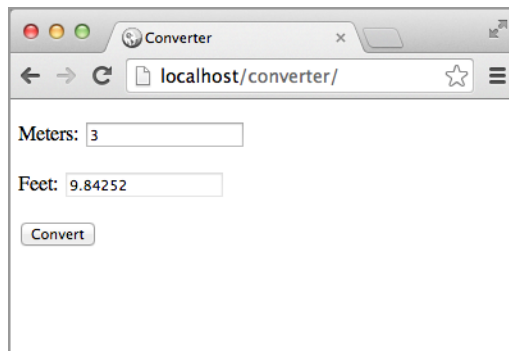 Converter
localhost/converter/
Meters: 3
Feet: 9.84252
Convert